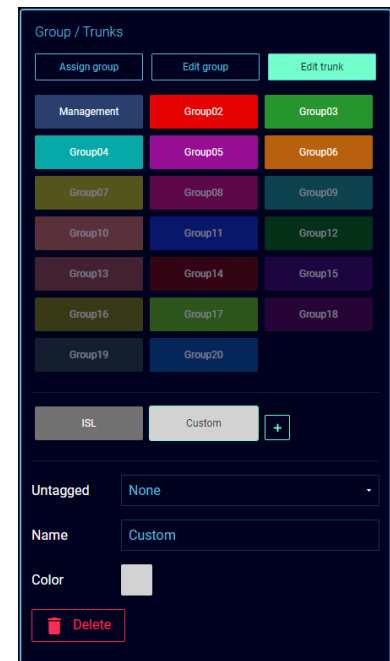 Group / Trunks
Assign group Edit group Edit trunk
Management Group02 Group03
Group04 Group05 Group06
Group07 Group08 Group09
Group10 Group11 Group12
Group13 Group14 Group15
Group16 Group17 Group18
Group19 Group20
ISL Custom +
Untagged None
Name Custom
Color
Delete